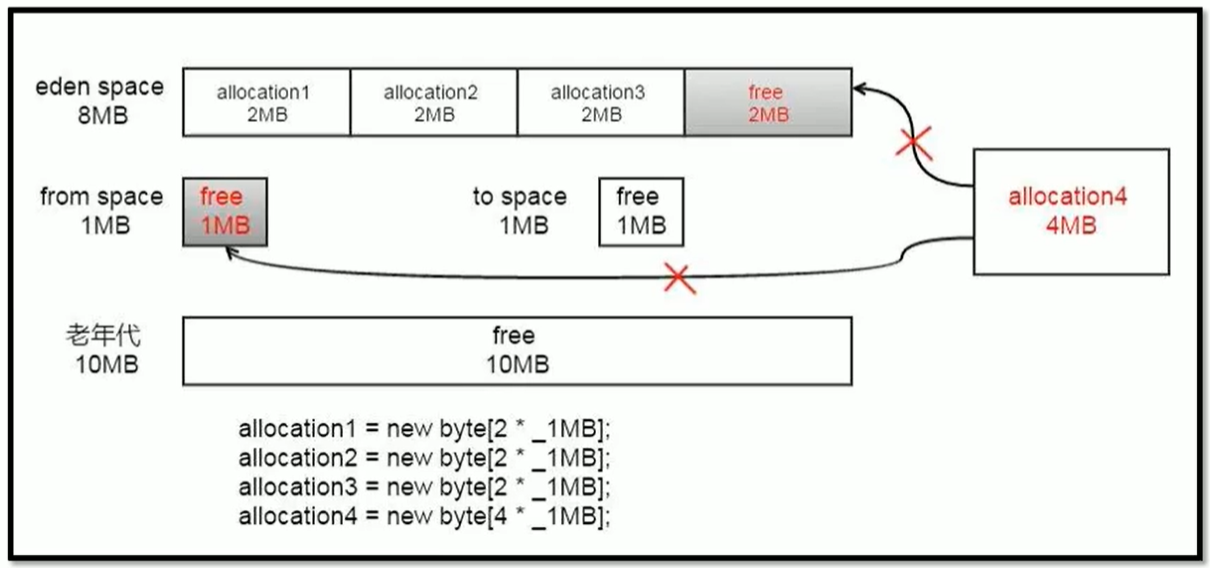 eden space
8MB
allocation1
2MB
allocation2
2MB
allocation3
2MB
free
2MB
from space
1MB
free
1MB
to space
1MB
free
1MB
allocation4
4MB
老年代
10MB
free
10MB
allocation1 = new byte[2 * _1MB];
allocation2 = new byte[2 * _1MB];
allocation3 = new byte[2 * _1MB];
allocation4 = new byte[4 * _1MB];